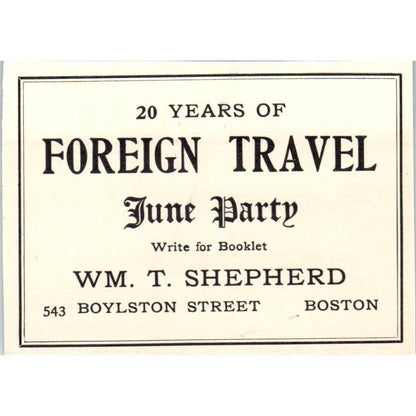 20 YEARS OF
FOREIGN TRAVEL
June Party
Write for Booklet
WM. T. SHEPHERD
543 BOYLSTON STREET BOSTON